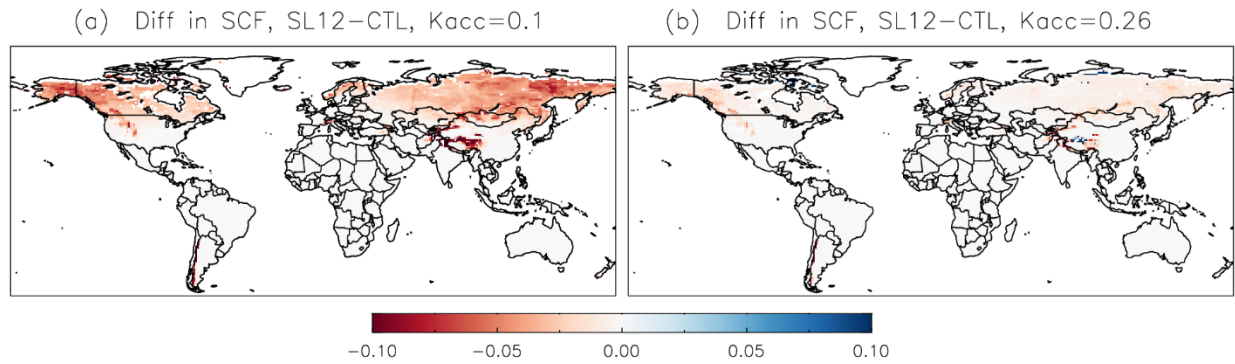 (a) Diff in SCF, SL12-CTL, Kacc=0.1
(b) Diff in SCF, SL12-CTL, Kacc=0.26
-0.10 -0.05 0.00 0.05 0.10